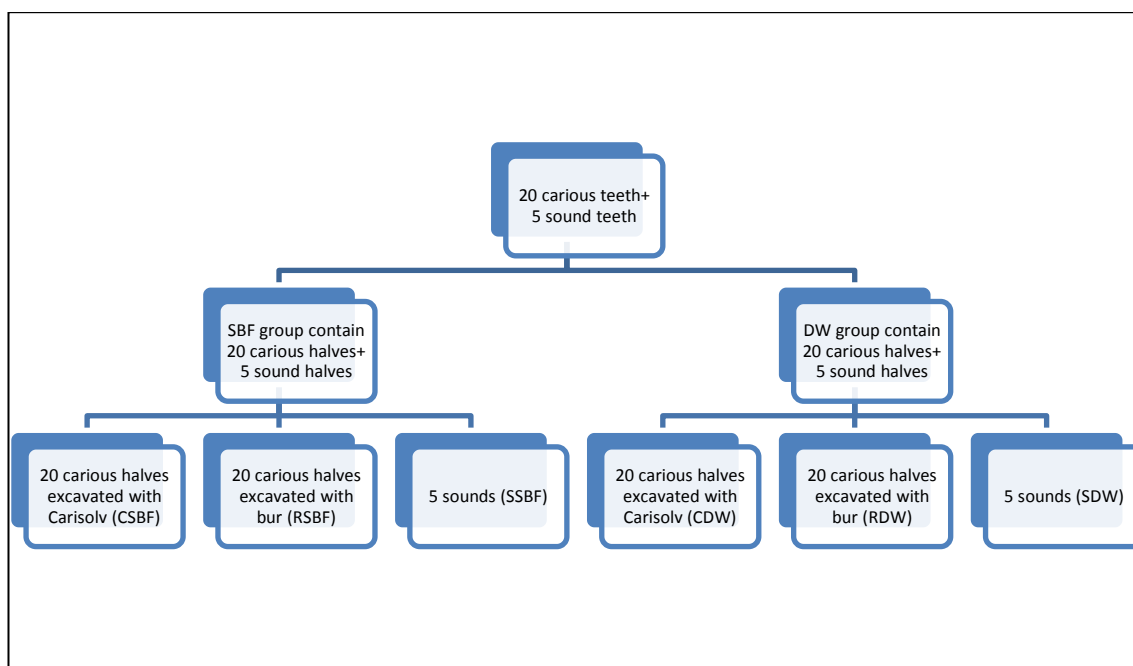 20 carious teeth+
5 sound teeth
SBF group contain
20 carious halves+
5 sound halves
DW group contain
20 carious halves+
5 sound halves
20 carious halves
excavated with
Carisolv (CSBF)
20 carious halves
excavated with
bur (RSBF)
5 sounds (SSBF)
20 carious halves
excavated with
Carisolv (CDW)
20 carious halves
excavated with
bur (RDW)
5 sounds (SDW)